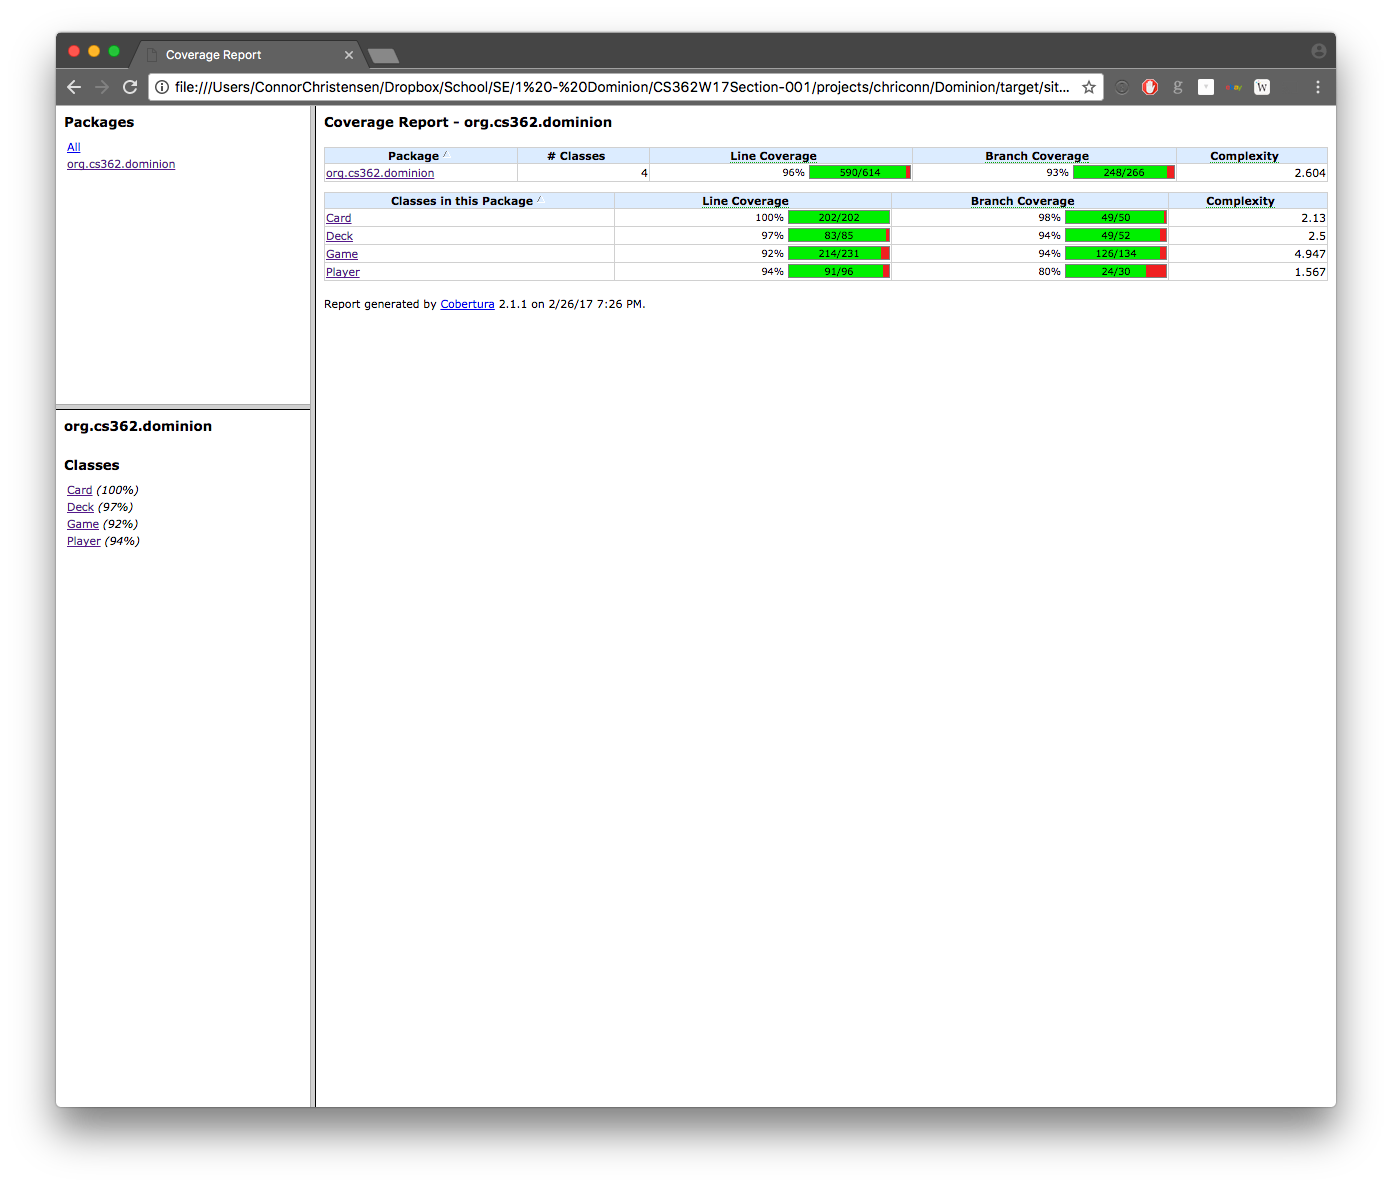 Coverage Report
file:///Users/ConnorChristensen/Dropbox/School/SE/1%20-%20Dominion/CS362W17Section-001/projects/chriconn/Dominion/target/sit...
g
W
Packages
All
org.cs362.dominion
org.cs362.dominion
Classes
Card (100%)
Deck (97%)
Game (92%)
Player (94%)
Coverage Report - org.cs362.dominion
Package # Classes Line Coverage Branch Coverage Complexity
org.cs362.dominion 4 96% 590/614 93% 248/266 2.604
Classes in this Package Line Coverage Branch Coverage Complexity
Card 100% 202/202 98% 49/50 2.13
Deck 97% 83/85 94% 49/52 2.5
Game 92% 214/231 94% 126/134 4.947
Player 94% 91/96 80% 24/30 1.567
Report generated by Cobertura 2.1.1 on 2/26/17 7:26 PM.